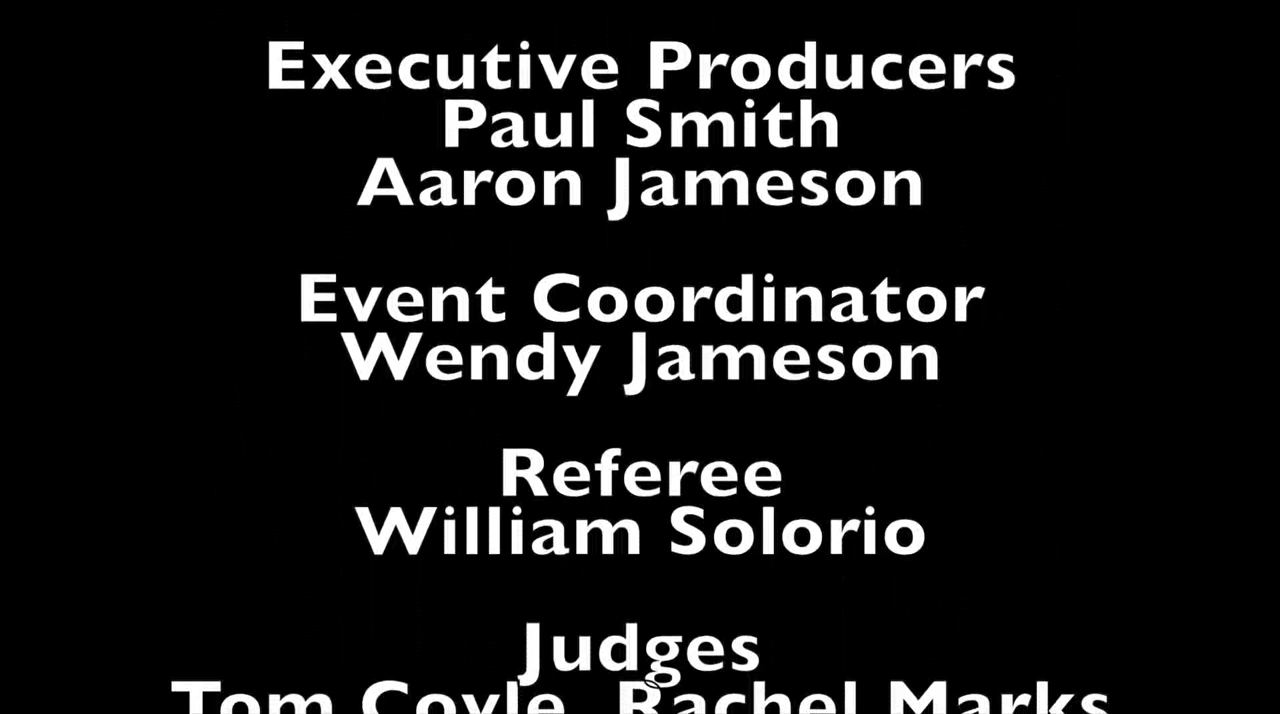 Executive Producers
Paul Smith
Aaron Jameson
Event Coordinator
Wendy Jameson
Referee
William Solorio
Judges
Tom Coyle, Rachel Marks